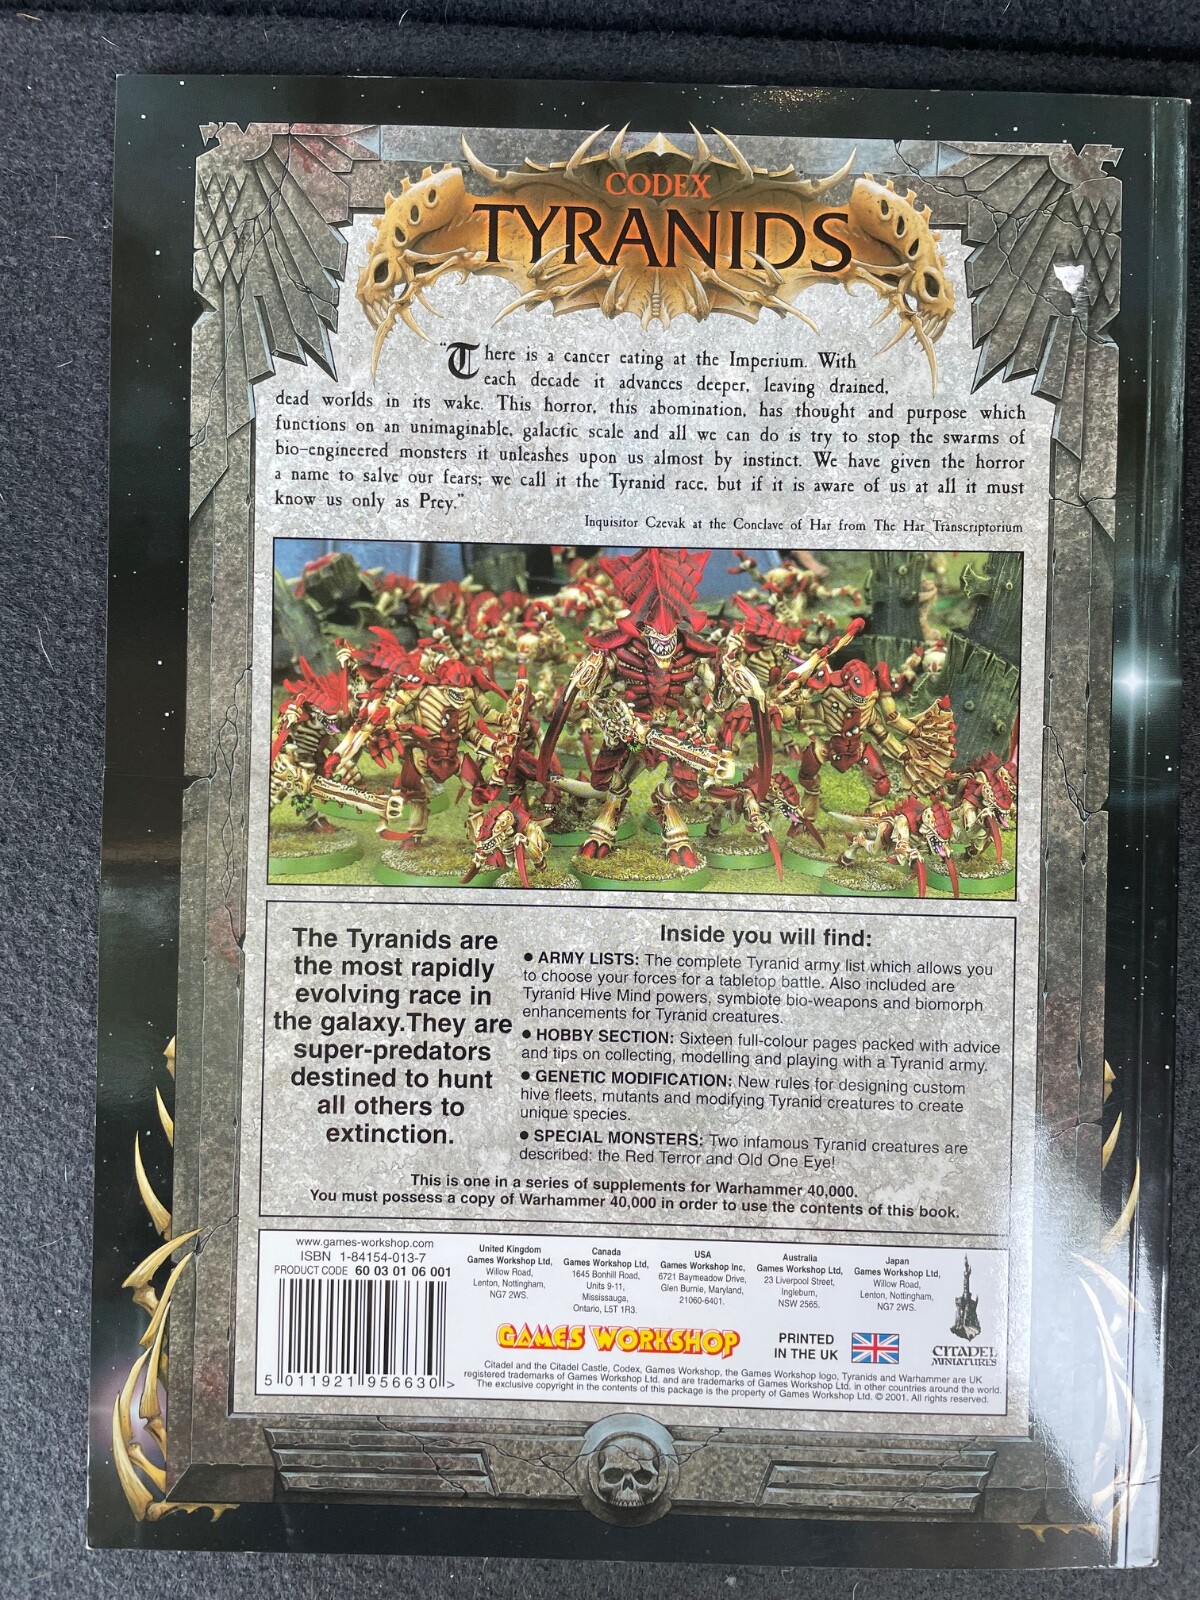 CODEX
TYRANIDS
"There is a cancer eating at the Imperium. With
each decade it advances deeper, leaving drained,
dead worlds in its wake. This horror, this abomination, has thought and purpose which
functions on an unimaginable, galactic scale and all we can do is try to stop the swarms of
bio-engineered monsters it unleashes upon us almost by instinct. We have given the horror
a name to salve our fears; we call it the Tyranid race, but if it is aware of us at all it must
know us only as Prey."
Inquisitor Czevak at the Conclave of Har from The Har Transcriptorium
The Tyranids are
the most rapidly
evolving race in
the galaxy.They are
super-predators
destined to hunt
all others to
extinction.
Inside you will find:
• ARMY LISTS: The complete Tyranid army list which allows you
to choose your forces for a tabletop battle. Also included are
Tyranid Hive Mind powers, symbiote bio-weapons and biomorph
enhancements for Tyranid creatures.
• HOBBY SECTION: Sixteen full-colour pages packed with advice
and tips on collecting, modelling and playing with a Tyranid army.
• GENETIC MODIFICATION: New rules for designing custom
hive fleets, mutants and modifying Tyranid creatures to create
unique species.
• SPECIAL MONSTERS: Two infamous Tyranid creatures are
described: the Red Terror and Old One Eye!
This is one in a series of supplements for Warhammer 40,000.
You must possess a copy of Warhammer 40,000 in order to use the contents of this book.
www.games-workshop.com
ISBN 1-84154-013-7
PRODUCT CODE 60 03 01 06 001
5 011921 956630 >
United Kingdom
Games Workshop Ltd,
Willow Road,
Lenton, Nottingham,
NG7 2WS.
Canada
Games Workshop Ltd,
1645 Bonhill Road,
Units 9-11,
Mississauga,
Ontario, L5T 1R3.
USA
Games Workshop Inc,
6721 Baymeadow Drive,
Glen Burnie, Maryland,
21060-6401.
Australia
Games Workshop Ltd,
23 Liverpool Street,
Ingleburn,
NSW 2565.
Japan
Games Workshop Ltd,
Willow Road,
Lenton, Nottingham,
NG7 2WS.
GAMES WORKSHOP
PRINTED
IN THE UK
CITADEL
MINIATURES
Citadel and the Citadel Castle, Codex, Games Workshop, the Games Workshop logo, Tyranids and Warhammer are UK
registered trademarks of Games Workshop Ltd. and are trademarks of Games Workshop Ltd. in other countries around the world.
The exclusive copyright in the contents of this package is the property of Games Workshop Ltd. © 2001. All rights reserved.